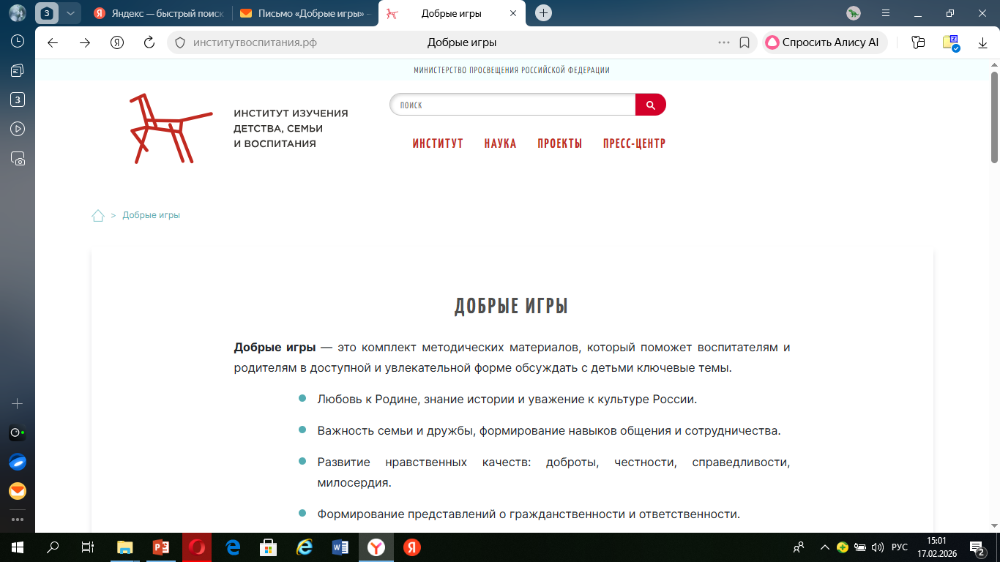 3
Яндекс — быстрый поиск
Письмо «Добрые игры» –
Добрые игры
институтвоспитания.рф
Добрые игры
Спросить Алису AI
3
МИНИСТЕРСТВО ПРОСВЕЩЕНИЯ РОССИЙСКОЙ ФЕДЕРАЦИИ
ИНСТИТУТ ИЗУЧЕНИЯ
ДЕТСТВА, СЕМЬИ
И ВОСПИТАНИЯ
ПОИСК
ИНСТИТУТ НАУКА ПРОЕКТЫ ПРЕСС-ЦЕНТР
> Добрые игры
ДОБРЫЕ ИГРЫ
Добрые игры — это комплект методических материалов, который поможет воспитателям и
родителям в доступной и увлекательной форме обсуждать с детьми ключевые темы.
Любовь к Родине, знание истории и уважение к культуре России.
Важность семьи и дружбы, формирование навыков общения и сотрудничества.
Развитие нравственных качеств: доброты, честности, справедливости,
милосердия.
Формирование представлений о гражданственности и ответственности.
РУС
15:01
17.02.2026
2